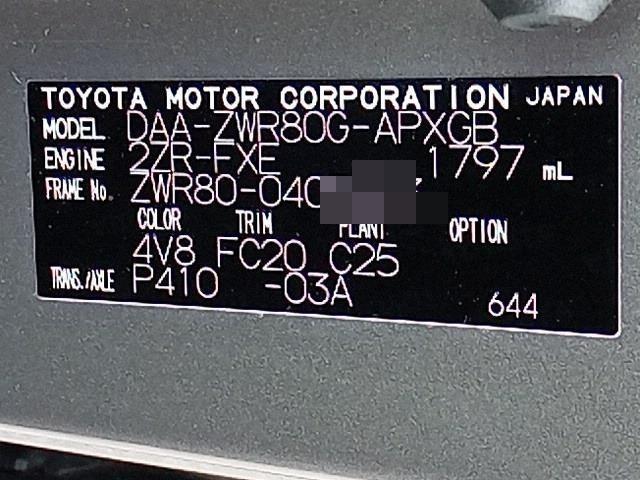 TOYOTA MOTOR CORPORATION JAPAN
MODEL DAA-ZWR80G-APXGB
ENGINE 2ZR-FXE 1797 mL
FRAME No. ZWR80-040
COLOR TRIM PLANT OPTION
4V8 FC20 C25
TRANS./AXLE P410 -03A
644